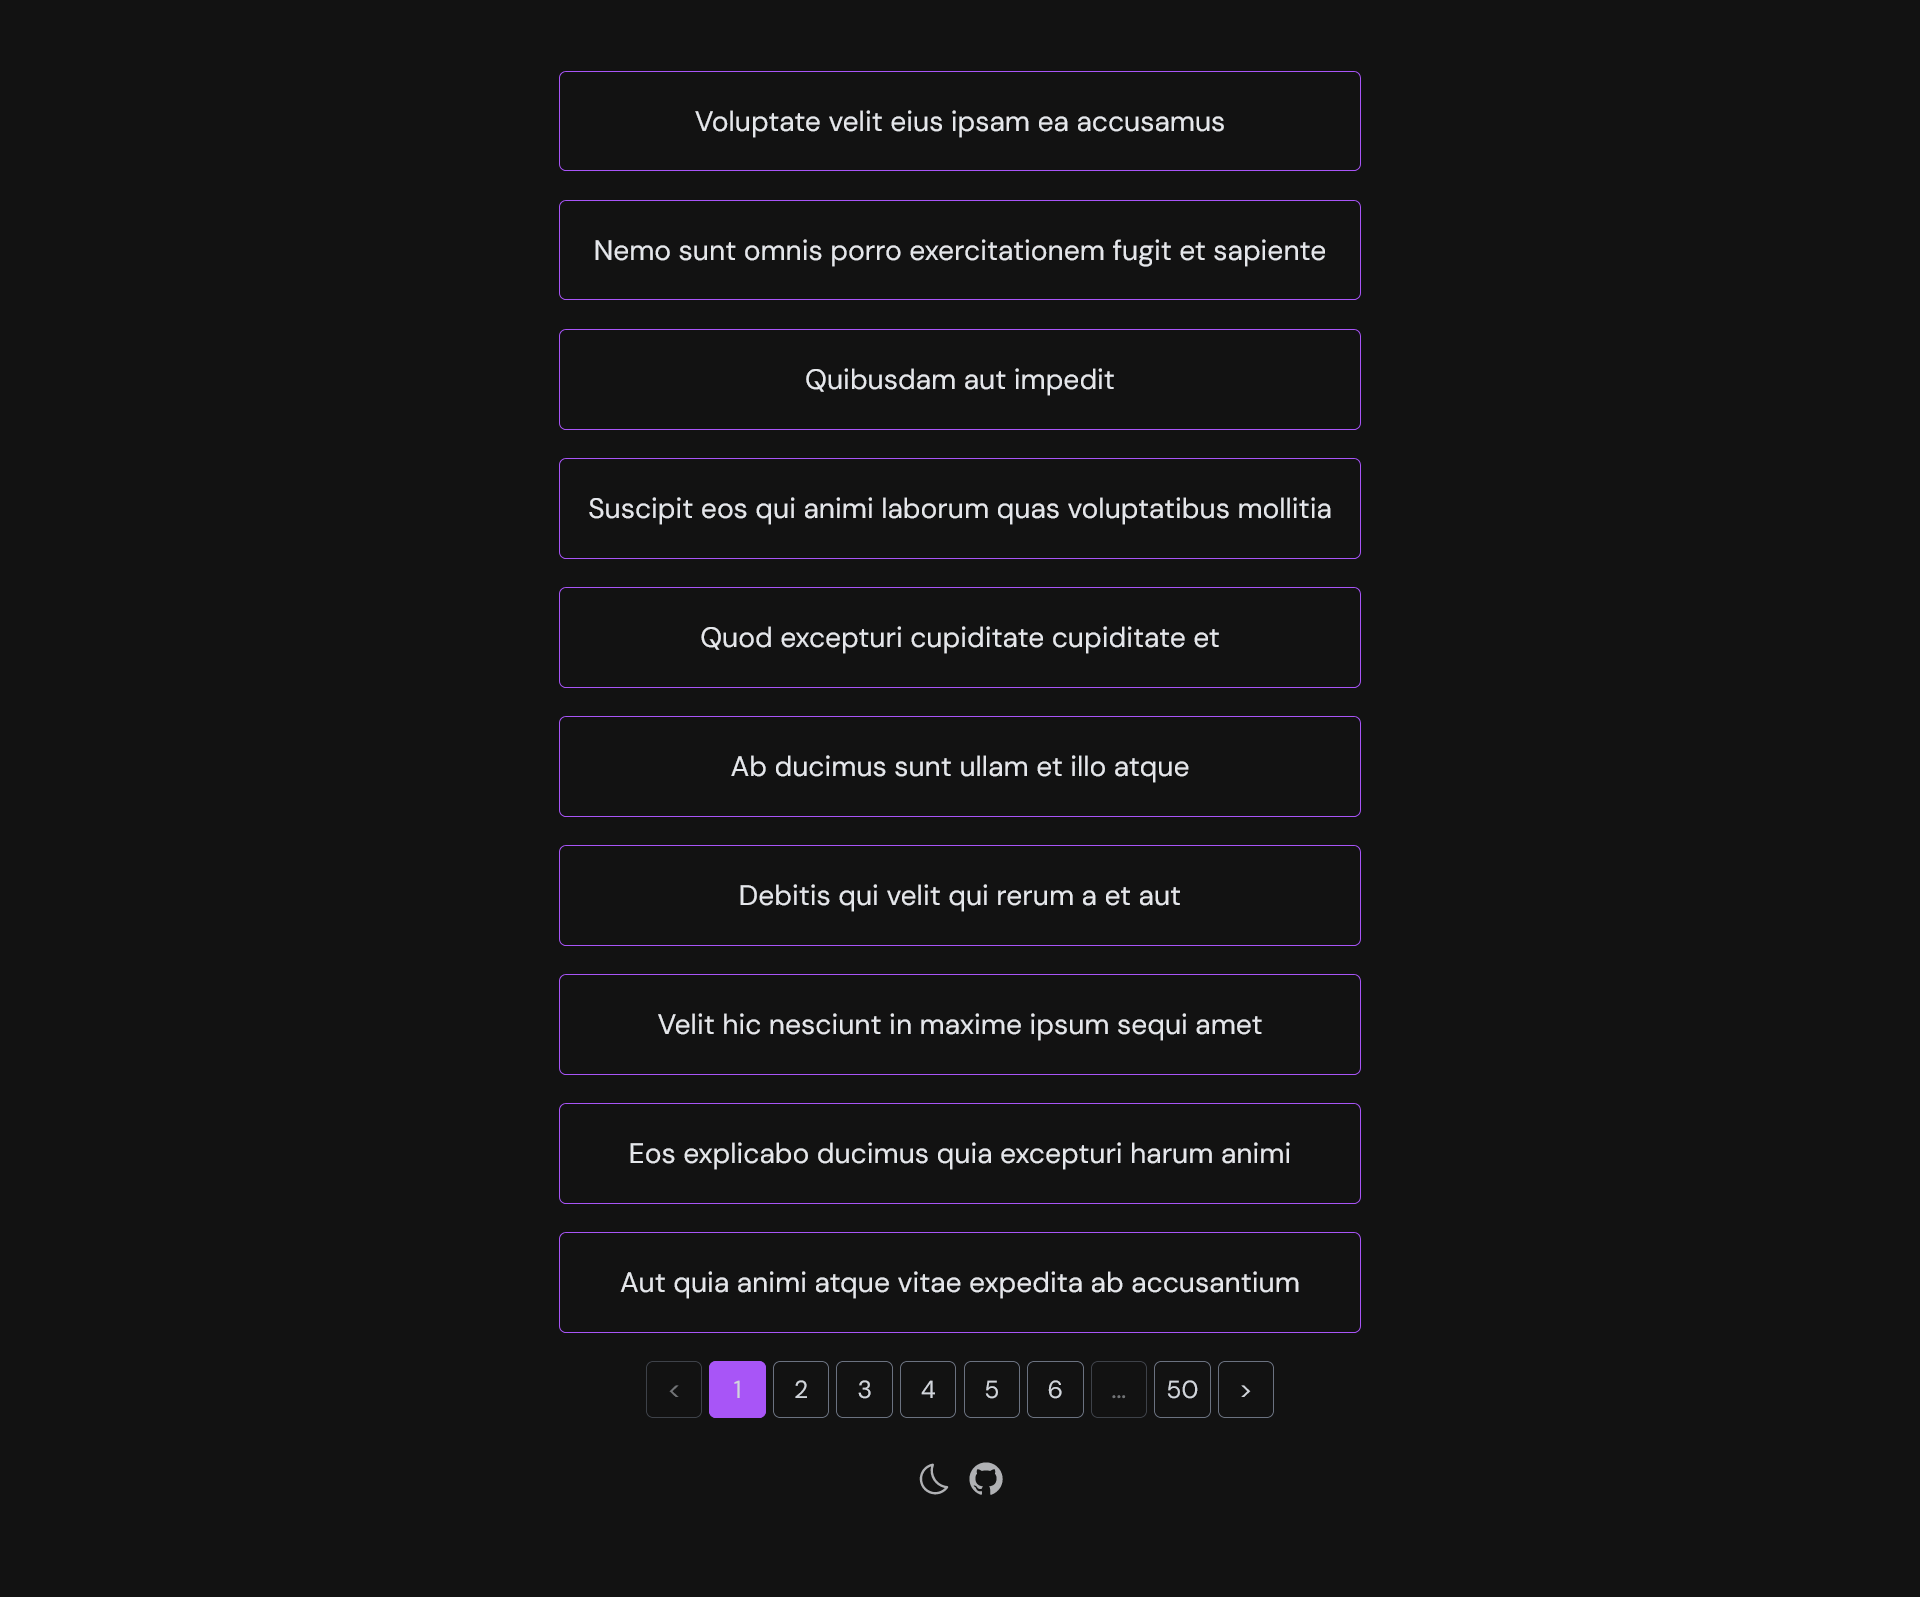 Voluptate velit eius ipsam ea accusamus
Nemo sunt omnis porro exercitationem fugit et sapiente
Quibusdam aut impedit
Suscipit eos qui animi laborum quas voluptatibus mollitia
Quod excepturi cupiditate cupiditate et
Ab ducimus sunt ullam et illo atque
Debitis qui velit qui rerum a et aut
Velit hic nesciunt in maxime ipsum sequi amet
Eos explicabo ducimus quia excepturi harum animi
Aut quia animi atque vitae expedita ab accusantium
< 1 2 3 4 5 6 ... 50 >